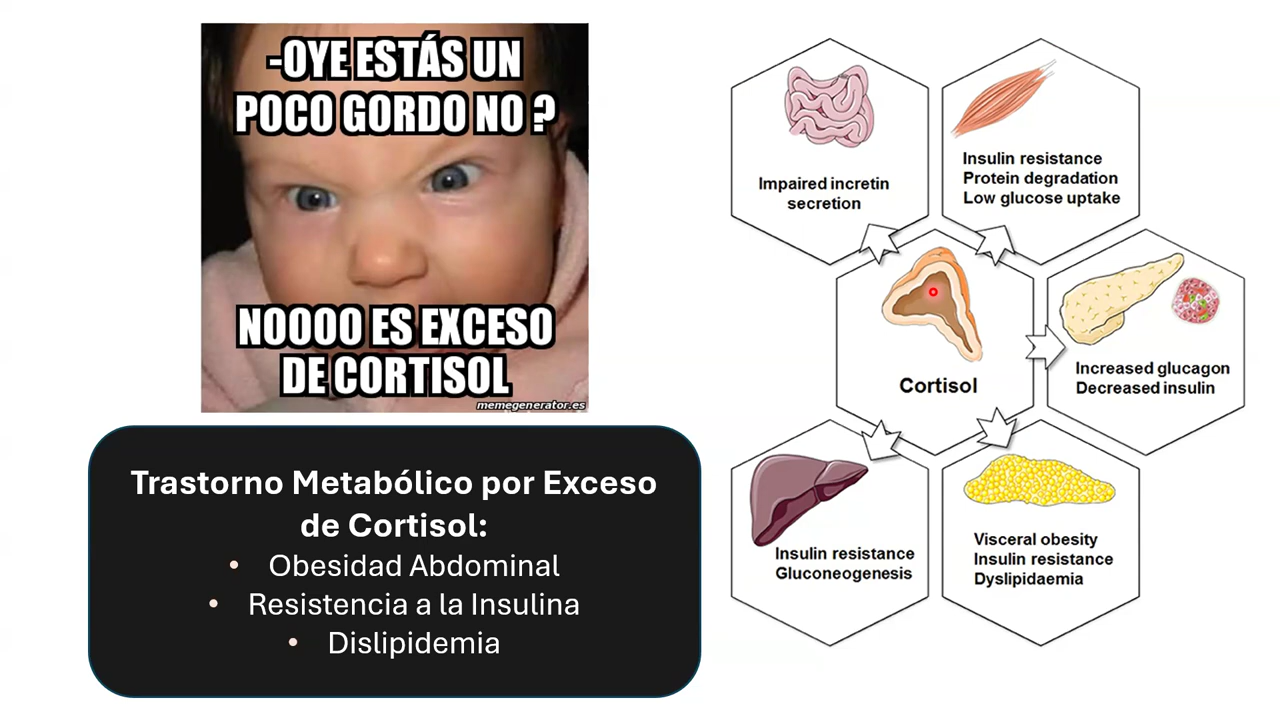 -OYE ESTÁS UN
POCO GORDO NO ?
NOOOO ES EXCESO
DE CORTISOL
memegenerator.es
Trastorno Metabólico por Exceso
de Cortisol:
• Obesidad Abdominal
• Resistencia a la Insulina
• Dislipidemia
Impaired incretin
secretion
Insulin resistance
Protein degradation
Low glucose uptake
Cortisol
Increased glucagon
Decreased insulin
Insulin resistance
Gluconeogenesis
Visceral obesity
Insulin resistance
Dyslipidaemia